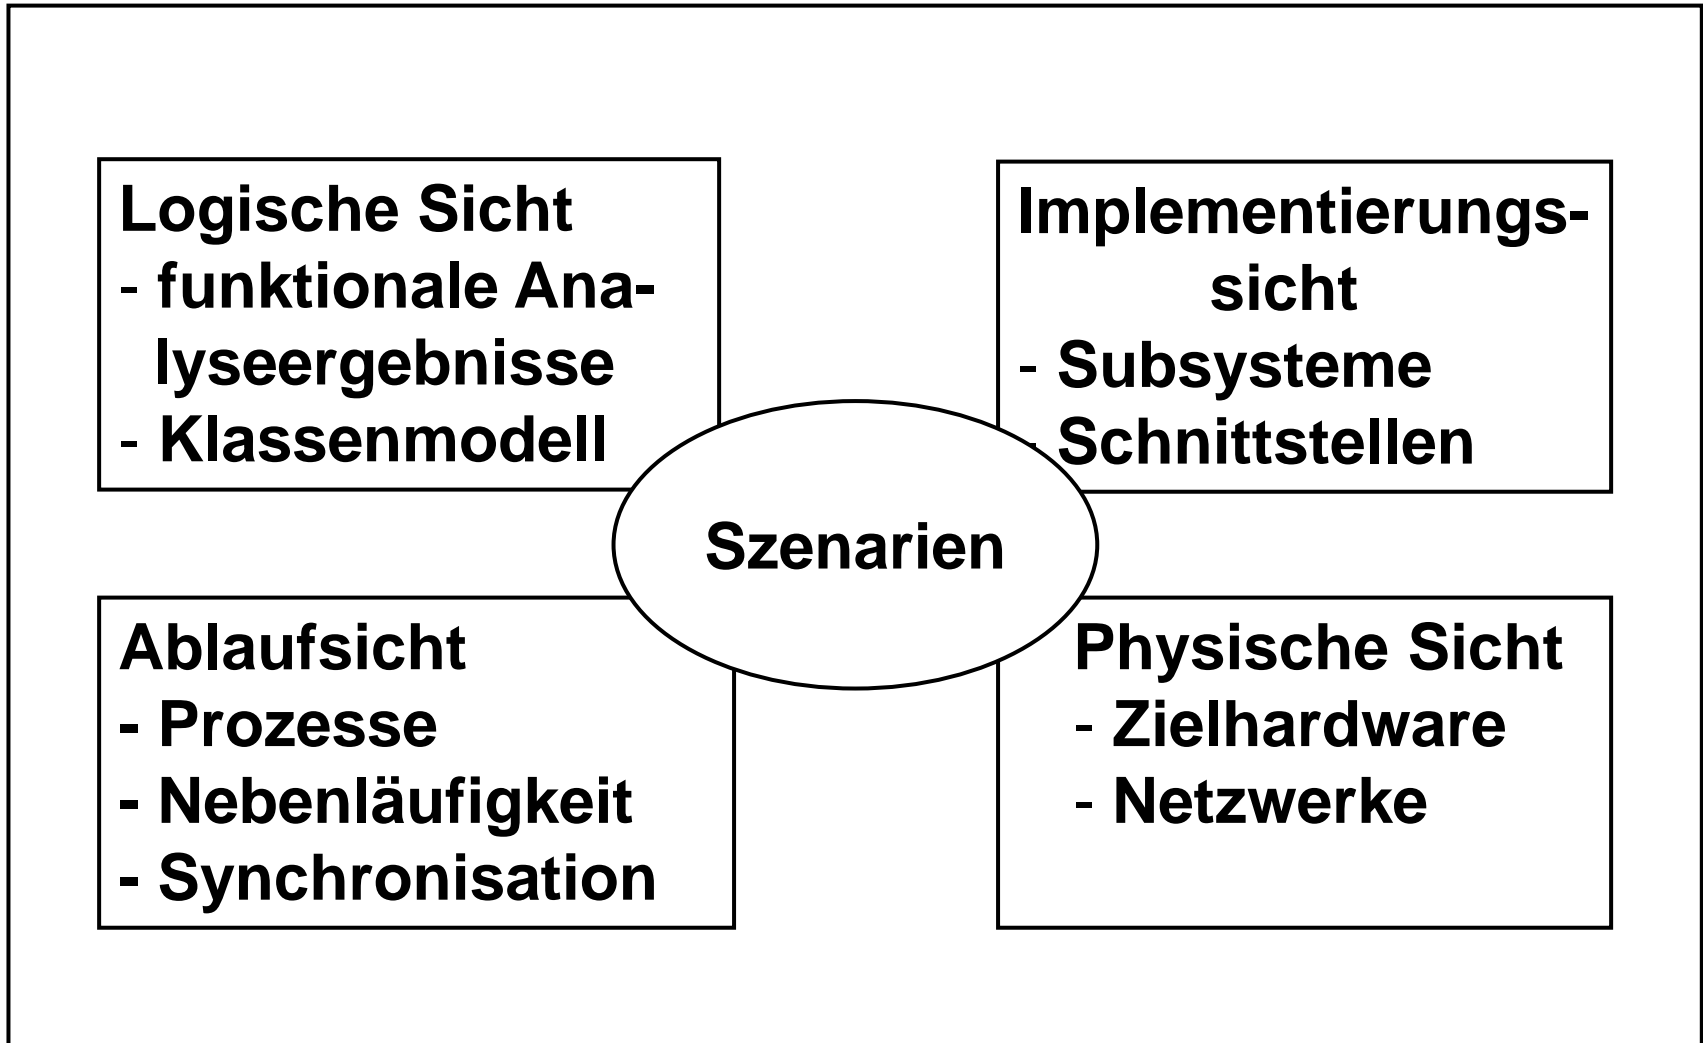 Logische Sicht
- funktionale Ana-
lyseergebnisse
- Klassenmodell
Implementierungs-
sicht
- Subsysteme
- Schnittstellen
Szenarien
Ablaufsicht
- Prozesse
- Nebenläufigkeit
- Synchronisation
Physische Sicht
- Zielhardware
- Netzwerke